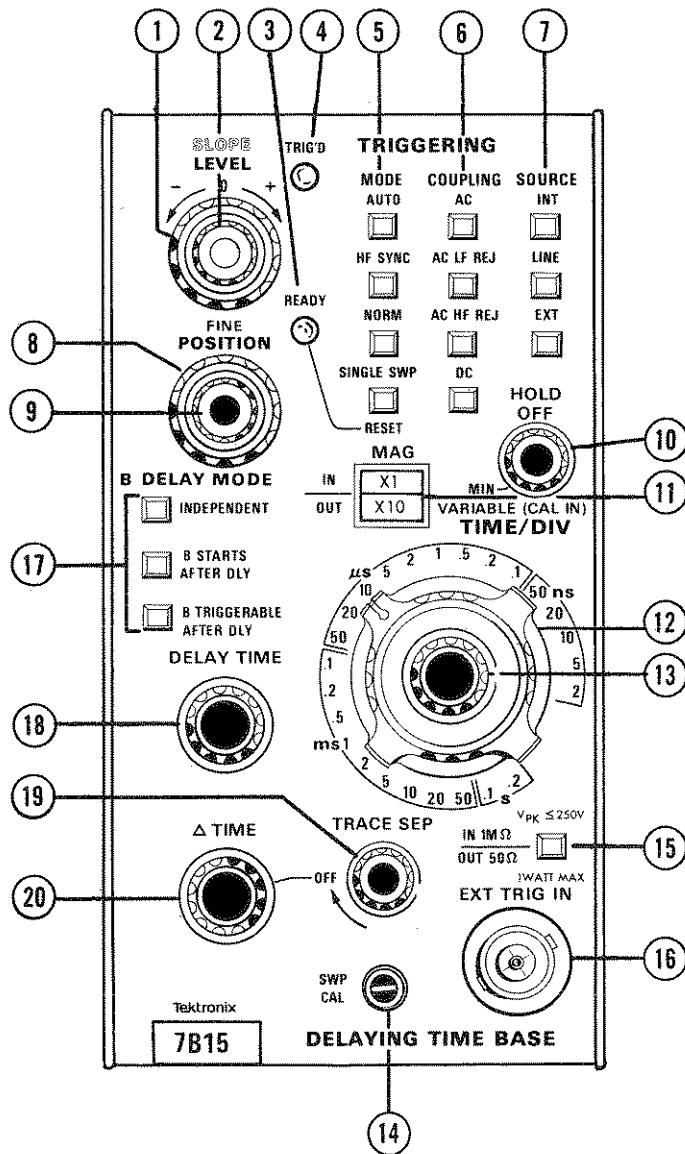 1 2 3 4 5 6 7
SLOPE
LEVEL
- 0 +
TRIG'D
TRIGGERING
MODE COUPLING SOURCE
AUTO AC INT
HF SYNC AC LF REJ LINE
READY
NORM AC HF REJ EXT
SINGLE SWP DC
RESET
FINE
POSITION
8
9
HOLD
OFF
10
MIN
MAG
IN X1
OUT X10
11
B DELAY MODE
INDEPENDENT
B STARTS
AFTER DLY
B TRIGGERABLE
AFTER DLY
17
VARIABLE (CAL IN)
TIME/DIV
µs
50 20 10 5 2 1 .5 .2 .1
50 ns
20
10
5
2
12
13
.1
.2
.5
ms 1
2
5
10
20
50
.1 s
.2
DELAY TIME
18
19
TRACE SEP
Δ TIME
OFF
20
VPK ≤250V
IN 1MΩ
OUT 50Ω
15
1WATT MAX
EXT TRIG IN
16
SWP
CAL
Tektronix
7B15
DELAYING TIME BASE
14